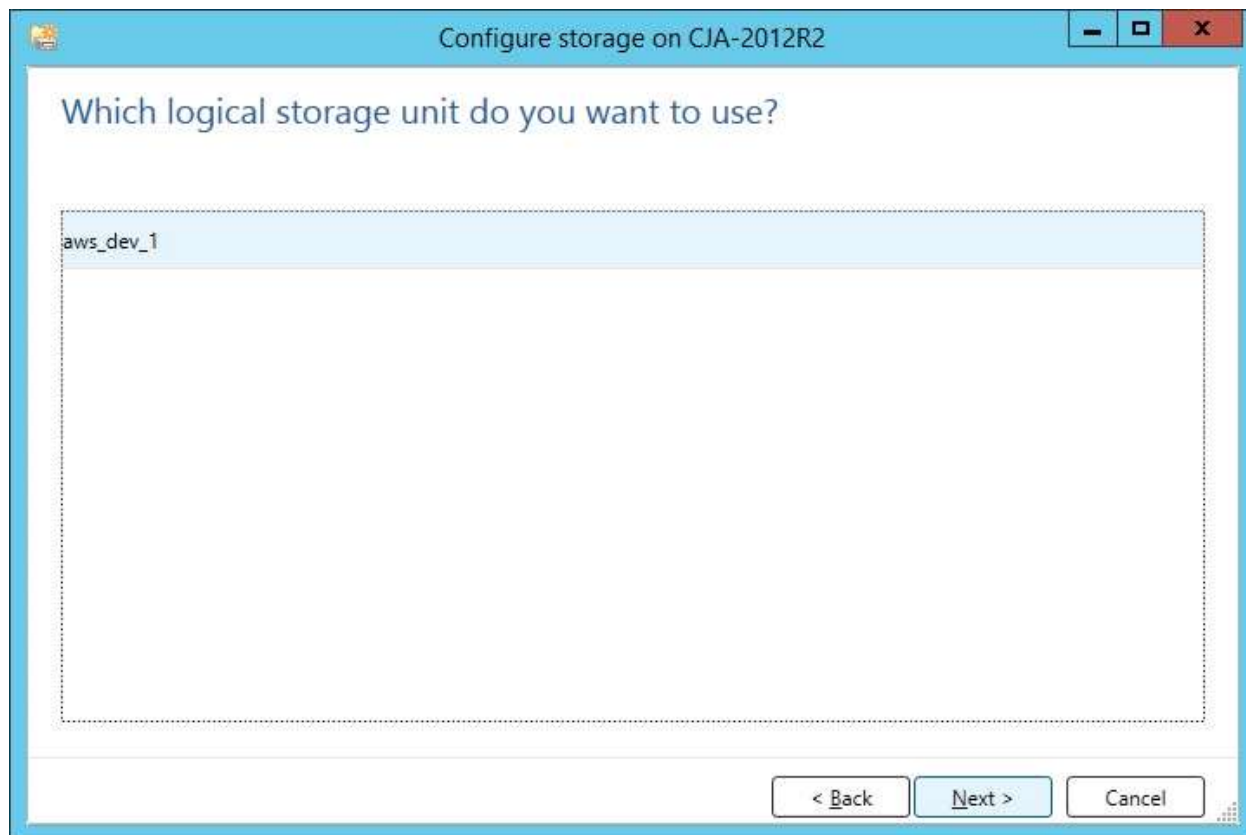 Configure storage on CJA-2012R2
Which logical storage unit do you want to use?
aws_dev_1
< Back
Next >
Cancel